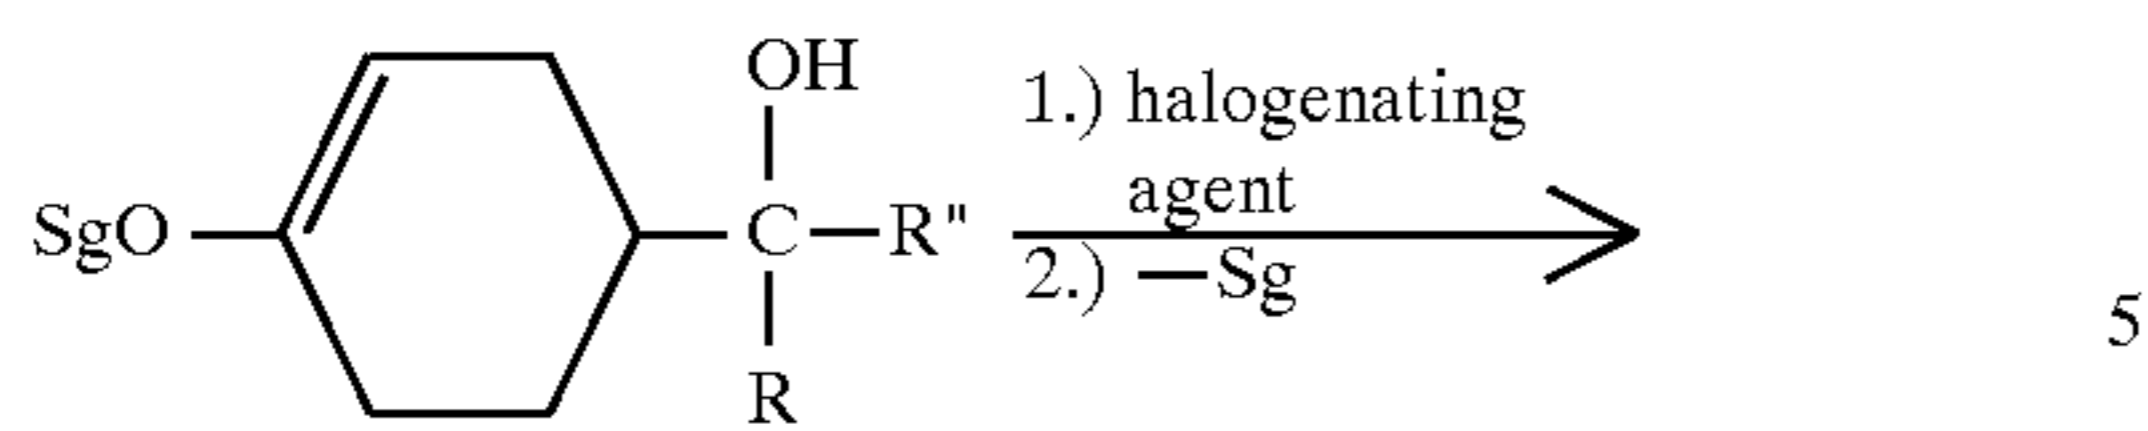 OH
1.) halogenating
agent
SgO
C
R"
2.) —Sg
5
R